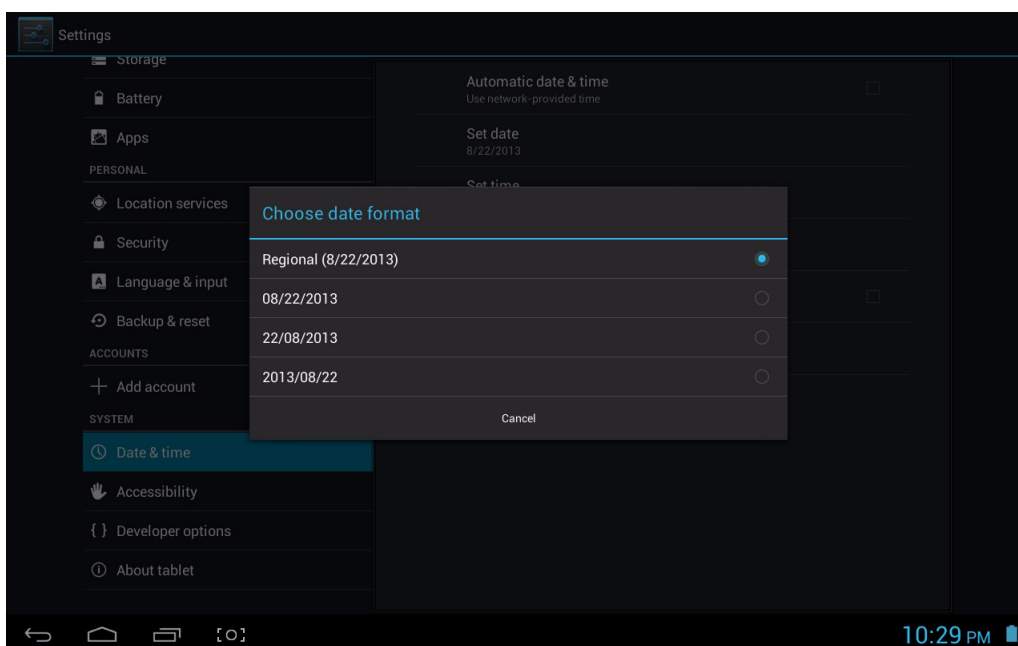 Settings
Storage
Battery
Apps
PERSONAL
Location services
Security
Language & input
Backup & reset
ACCOUNTS
Add account
SYSTEM
Date & time
Accessibility
{ } Developer options
About tablet
Automatic date & time
Use network-provided time
Set date
8/22/2013
Set time
Choose date format
Regional (8/22/2013)
08/22/2013
22/08/2013
2013/08/22
Cancel
10:29 PM